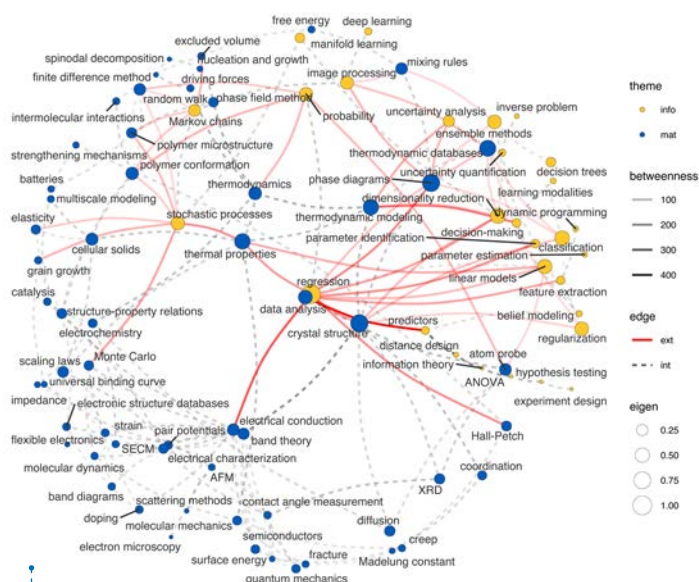 free energy
deep learning
excluded volume
manifold learning
spinodal decomposition
nucleation and growth
mixing rules
finite difference method
driving forces
image processing
random walk
phase field method
intermolecular interactions
Markov chains
probability
uncertainty analysis
inverse problem
ensemble methods
polymer microstructure
strengthening mechanisms
thermodynamic databases
polymer conformation
uncertainty quantification
decision trees
batteries
phase diagrams
thermodynamics
learning modalities
multiscale modeling
dimensionality reduction
dynamic programming
elasticity
stochastic processes
thermodynamic modeling
decision-making
parameter identification
classification
cellular solids
thermal properties
parameter estimation
grain growth
linear models
regression
feature extraction
catalysis
data analysis
structure-property relations
predictors
belief modeling
electrochemistry
crystal structure
regularization
distance design
scaling laws
Monte Carlo
atom probe
information theory
hypothesis testing
universal binding curve
ANOVA
impedance
electronic structure databases
experiment design
strain
pair potentials
electrical conduction
Hall-Petch
flexible electronics
SECM
band theory
molecular dynamics
electrical characterization
coordination
AFM
XRD
band diagrams
scattering methods
contact angle measurement
doping
molecular mechanics
diffusion
electron microscopy
semiconductors
creep
surface energy
fracture
Madelung constant
quantum mechanics
theme
info
mat
betweenness
100
200
300
400
edge
ext
int
eigen
0.25
0.50
0.75
1.00